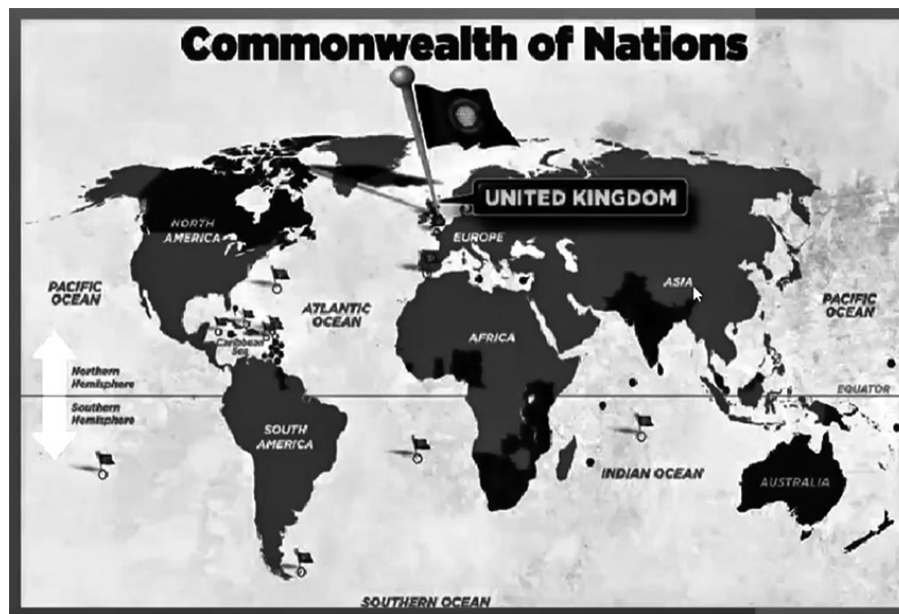 Commonwealth of Nations
UNITED KINGDOM
NORTH
AMERICA
EUROPE
ASIA
PACIFIC
OCEAN
ATLANTIC
OCEAN
PACIFIC
OCEAN
AFRICA
Caribbean
Sea
Northern
Hemisphere
EQUATOR
Southern
Hemisphere
SOUTH
AMERICA
INDIAN OCEAN
AUSTRALIA
SOUTHERN OCEAN